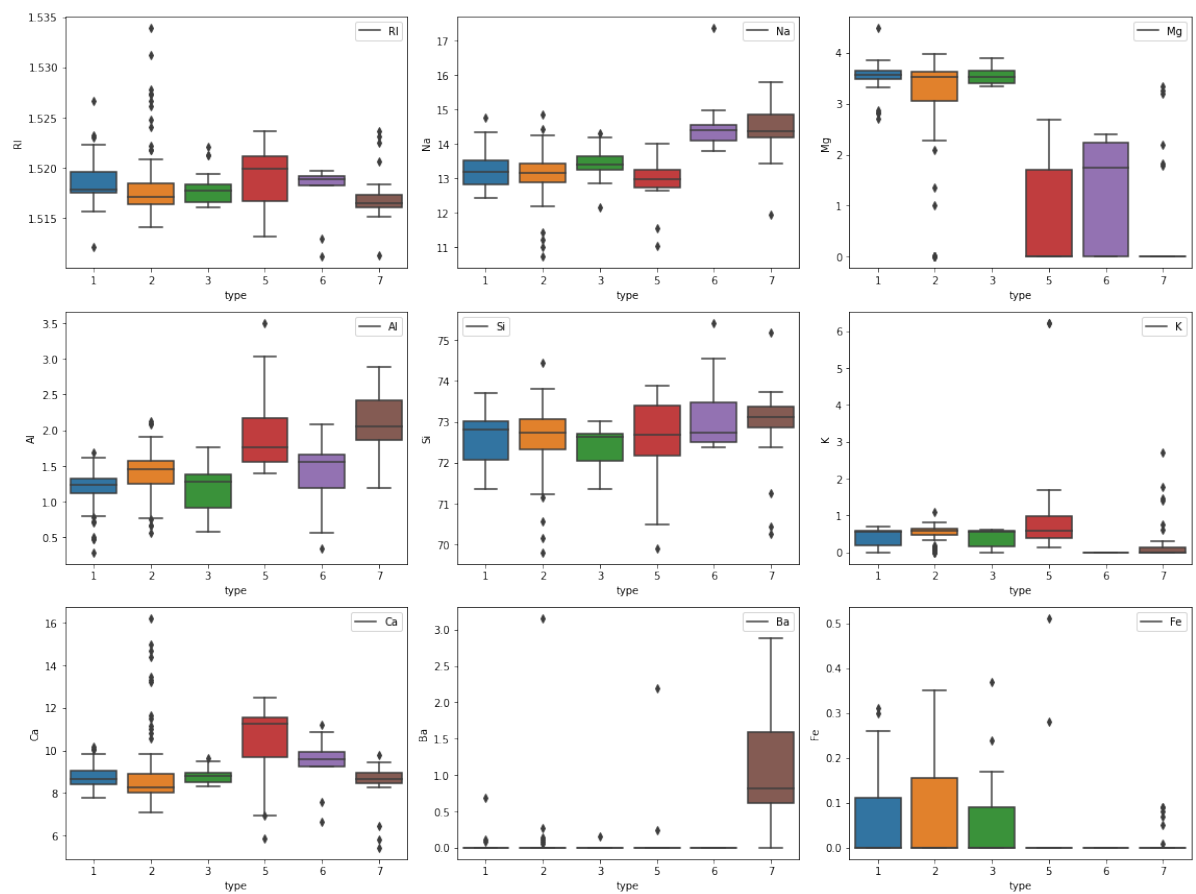 1.535
1.530
1.525
1.520
1.515
RI
RI
1 2 3 5 6 7
type
17
16
15
14
13
12
11
Na
Na
1 2 3 5 6 7
type
4
3
2
1
0
Mg
Mg
1 2 3 5 6 7
type
3.5
3.0
2.5
2.0
1.5
1.0
0.5
Al
Al
1 2 3 5 6 7
type
75
74
73
72
71
70
Si
Si
1 2 3 5 6 7
type
6
5
4
3
2
1
0
K
K
1 2 3 5 6 7
type
16
14
12
10
8
6
Ca
Ca
1 2 3 5 6 7
type
3.0
2.5
2.0
1.5
1.0
0.5
0.0
Ba
Ba
1 2 3 5 6 7
type
0.5
0.4
0.3
0.2
0.1
0.0
Fe
Fe
1 2 3 5 6 7
type